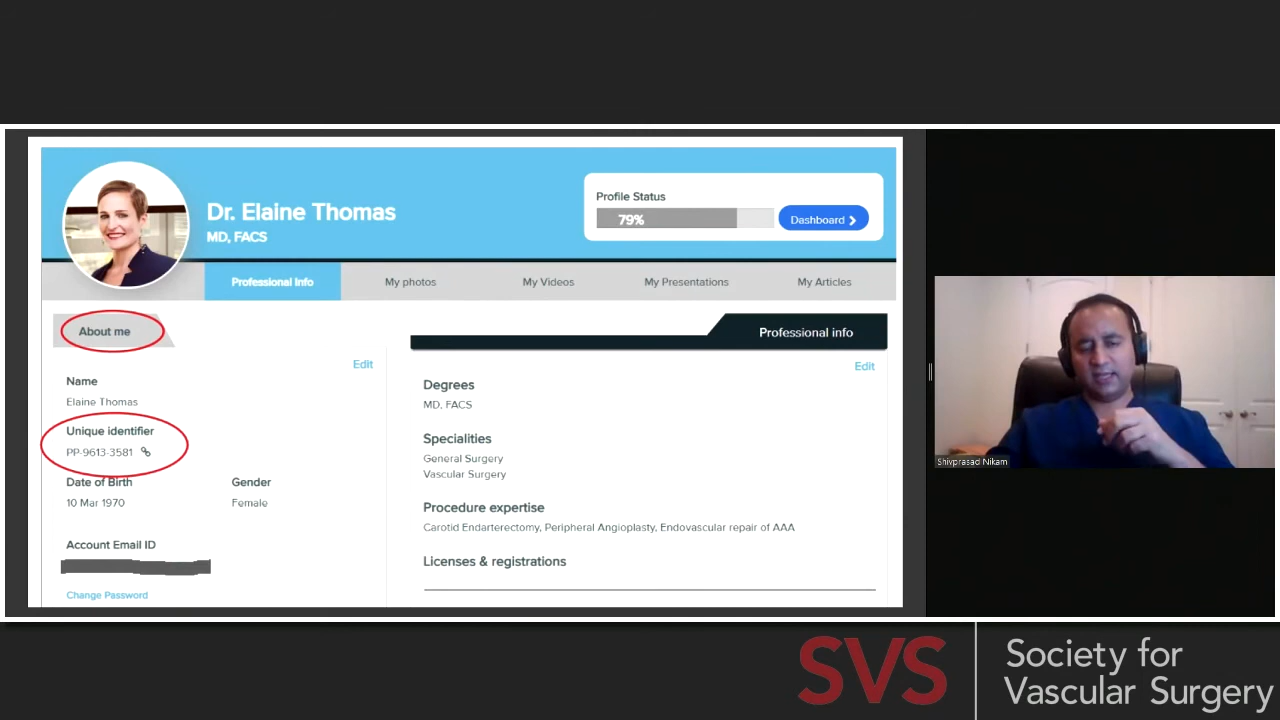 Dr. Elaine Thomas
MD, FACS
Profile Status
79%
Dashboard
Professional Info
My photos
My Videos
My Presentations
My Articles
About me
Edit
Name
Elaine Thomas
Unique identifier
PP-9613-3581
Date of Birth
Gender
10 Mar 1970
Female
Account Email ID
Change Password
Professional info
Edit
Degrees
MD, FACS
Specialities
General Surgery
Vascular Surgery
Procedure expertise
Carotid Endarterectomy, Peripheral Angioplasty, Endovascular repair of AAA
Licenses & registrations
Shivprasad Nikam
SVS
Society for
Vascular Surgery